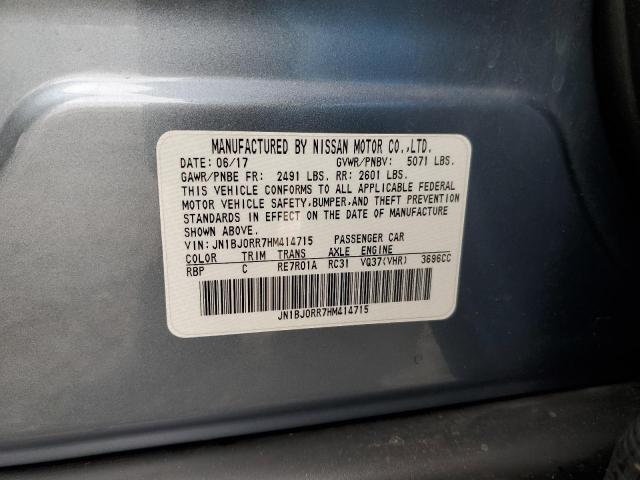 MANUFACTURED BY NISSAN MOTOR CO.,LTD.
DATE: 06/17 GVWR/PNBV: 5071 LBS.
GAWR/PNBE FR: 2491 LBS. RR: 2601 LBS.
THIS VEHICLE CONFORMS TO ALL APPLICABLE FEDERAL
MOTOR VEHICLE SAFETY,BUMPER,AND THEFT PREVENTION
STANDARDS IN EFFECT ON THE DATE OF MANUFACTURE
SHOWN ABOVE.
VIN: JN1BJ0RR7HM414715 PASSENGER CAR
COLOR TRIM TRANS AXLE ENGINE
RBP C RE7R01A RC31 VQ37(VHR) 3696CC
JN1BJ0RR7HM414715